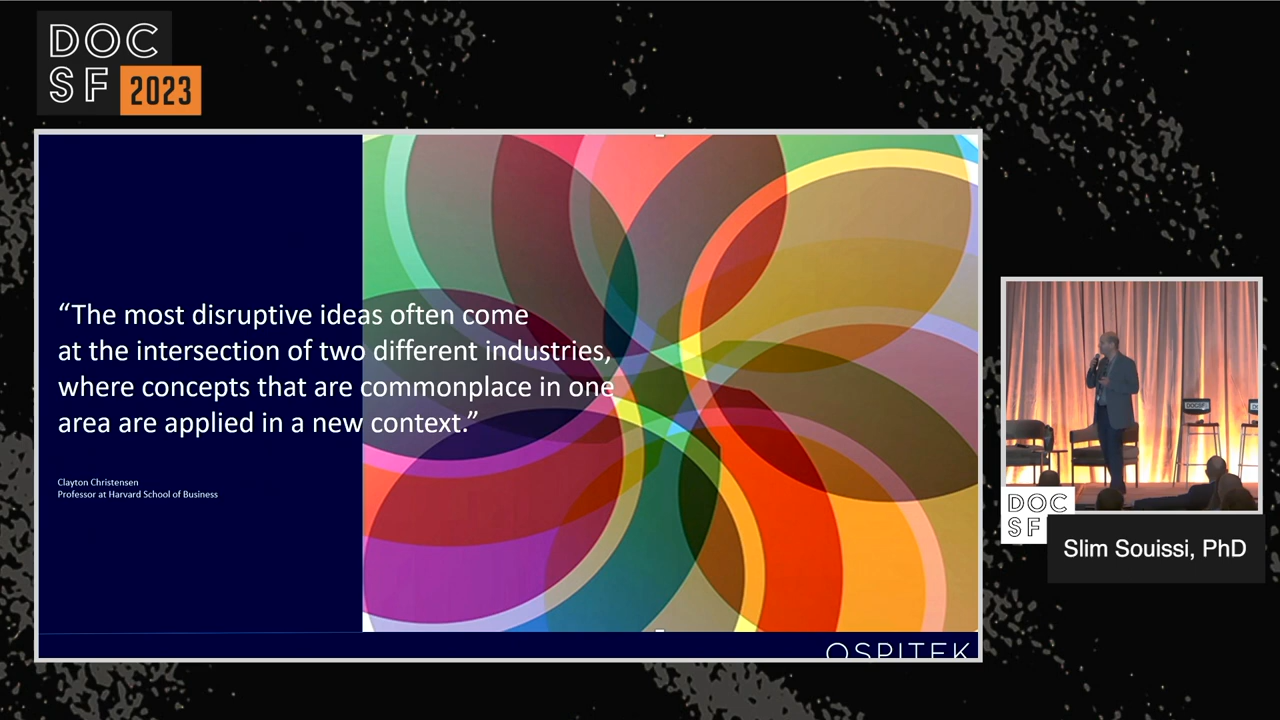 DOC
SF 2023
“The most disruptive ideas often come
at the intersection of two different industries,
where concepts that are commonplace in one
area are applied in a new context.”
Clayton Christensen
Professor at Harvard School of Business
OSPITEK
DOC
SF
Slim Souissi, PhD